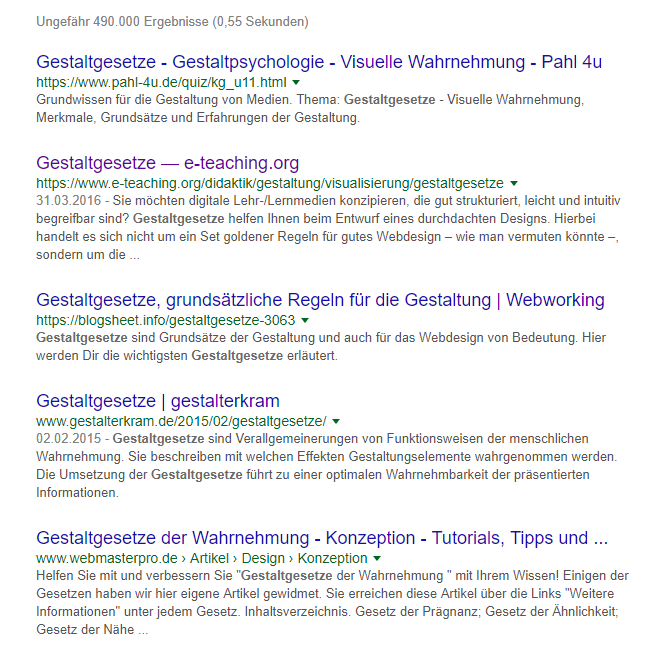 Ungefähr 490.000 Ergebnisse (0,55 Sekunden)
Gestaltgesetze - Gestaltpsychologie - Visuelle Wahrnehmung - Pahl 4u
https://www.pahl-4u.de/quiz/kg_u11.html
Grundwissen für die Gestaltung von Medien. Thema: Gestaltgesetze - Visuelle Wahrnehmung,
Merkmale, Grundsätze und Erfahrungen der Gestaltung.
Gestaltgesetze — e-teaching.org
https://www.e-teaching.org/didaktik/gestaltung/visualisierung/gestaltgesetze
31.03.2016 - Sie möchten digitale Lehr-/Lernmedien konzipieren, die gut strukturiert, leicht und intuitiv
begreifbar sind? Gestaltgesetze helfen Ihnen beim Entwurf eines durchdachten Designs. Hierbei
handelt es sich nicht um ein Set goldener Regeln für gutes Webdesign – wie man vermuten könnte –,
sondern um die ...
Gestaltgesetze, grundsätzliche Regeln für die Gestaltung | Webworking
https://blogsheet.info/gestaltgesetze-3063
Gestaltgesetze sind Grundsätze der Gestaltung und auch für das Webdesign von Bedeutung. Hier
werden Dir die wichtigsten Gestaltgesetze erläutert.
Gestaltgesetze | gestalterkram
www.gestalterkram.de/2015/02/gestaltgesetze/
02.02.2015 - Gestaltgesetze sind Verallgemeinerungen von Funktionsweisen der menschlichen
Wahrnehmung. Sie beschreiben mit welchen Effekten Gestaltungselemente wahrgenommen werden.
Die Umsetzung der Gestaltgesetze führt zu einer optimalen Wahrnehmbarkeit der präsentierten
Informationen.
Gestaltgesetze der Wahrnehmung - Konzeption - Tutorials, Tipps und ...
www.webmasterpro.de › Artikel › Design › Konzeption
Helfen Sie mit und verbessern Sie "Gestaltgesetze der Wahrnehmung " mit Ihrem Wissen! Einigen der
Gesetzen haben wir hier eigene Artikel gewidmet. Sie erreichen diese Artikel über die Links "Weitere
Informationen" unter jedem Gesetz. Inhaltsverzeichnis. Gesetz der Prägnanz; Gesetz der Ähnlichkeit;
Gesetz der Nähe ...